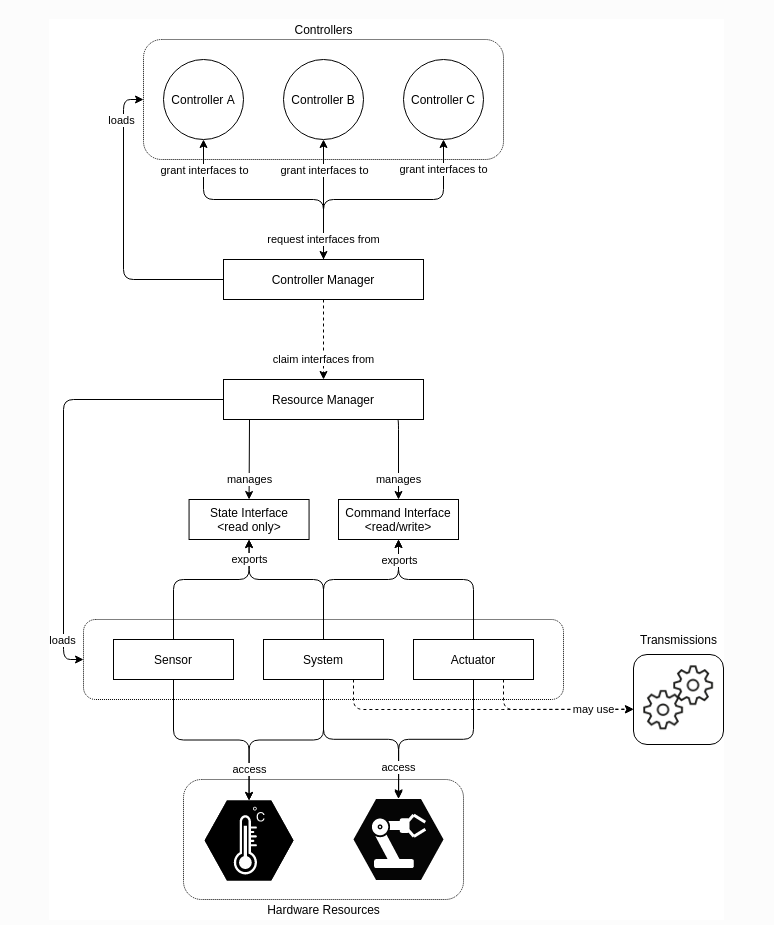 Controllers
Controller A
Controller B
Controller C
loads
grant interfaces to
grant interfaces to
grant interfaces to
request interfaces from
Controller Manager
claim interfaces from
Resource Manager
manages
manages
State Interface
<read only>
Command Interface
<read/write>
exports
exports
loads
Sensor
System
Actuator
Transmissions
may use
access
access
°C
Hardware Resources